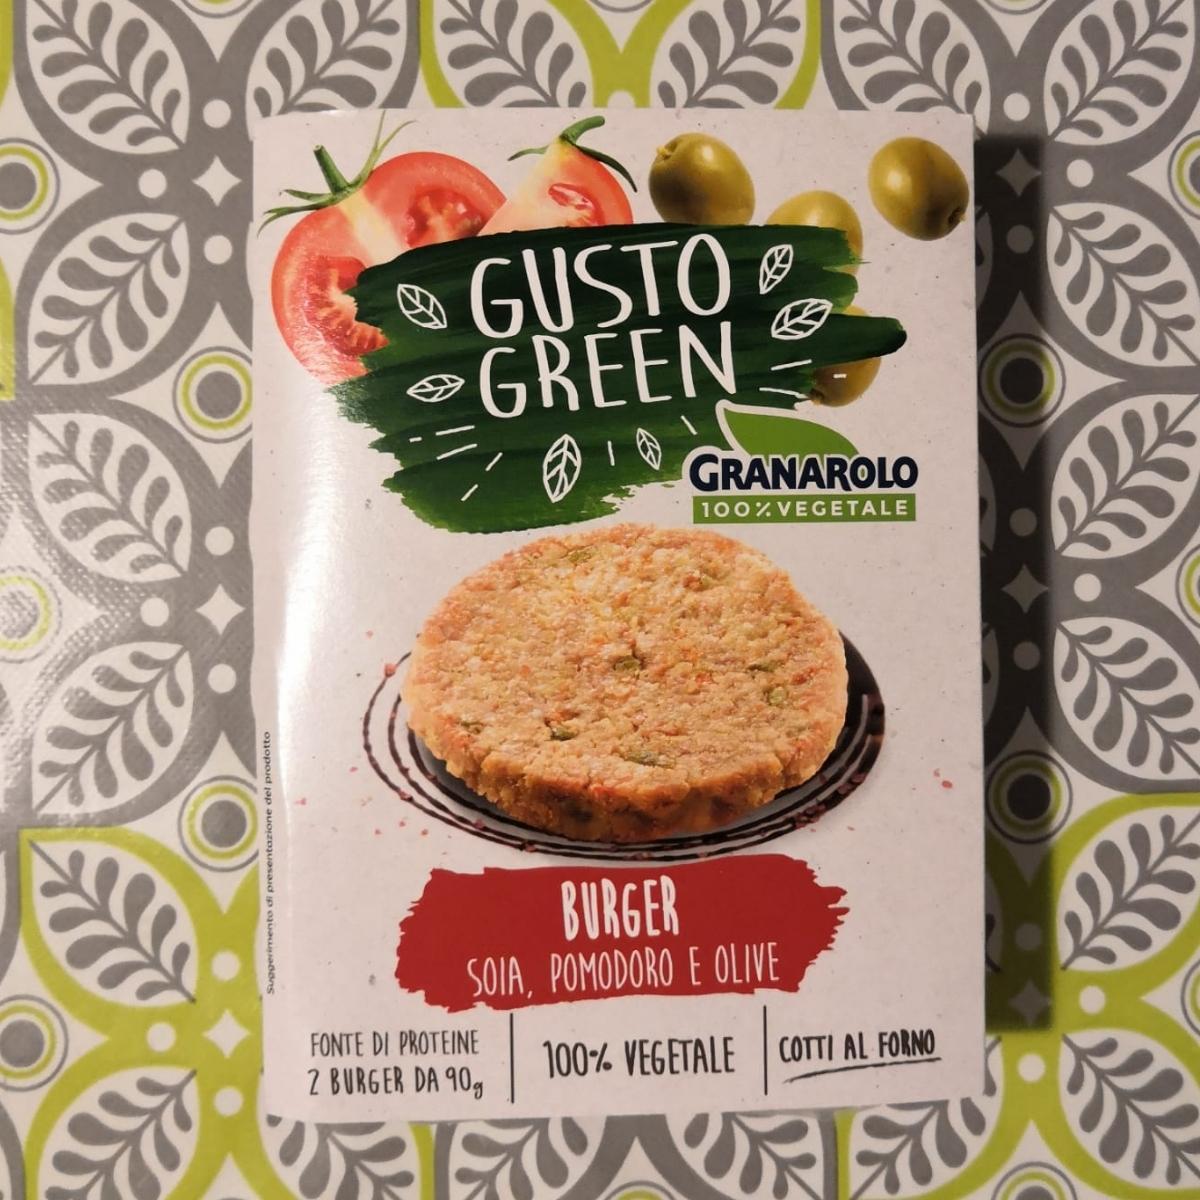 GUSTO
GREEN
GRANAROLO
100% VEGETALE
Suggerimento di presentazione del prodotto
BURGER
SOIA, POMODORO E OLIVE
FONTE DI PROTEINE
2 BURGER DA 90g
100% VEGETALE
COTTI AL FORNO